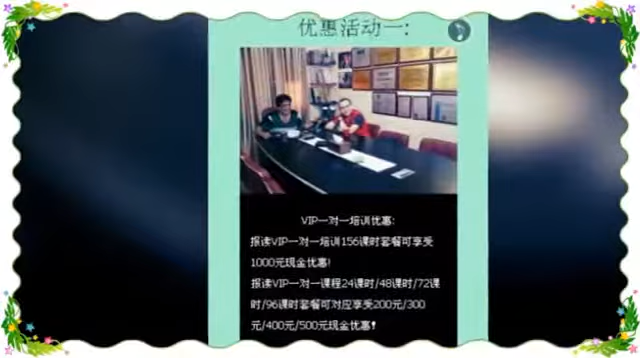 优惠活动一:
VIP一对一培训优惠:
报读VIP一对一培训156课时套餐可享受
1000元现金优惠!
报读VIP一对一课程24课时/48课时/72课
时/96课时套餐可对应享受200元/300
元/400元/500元现金优惠!